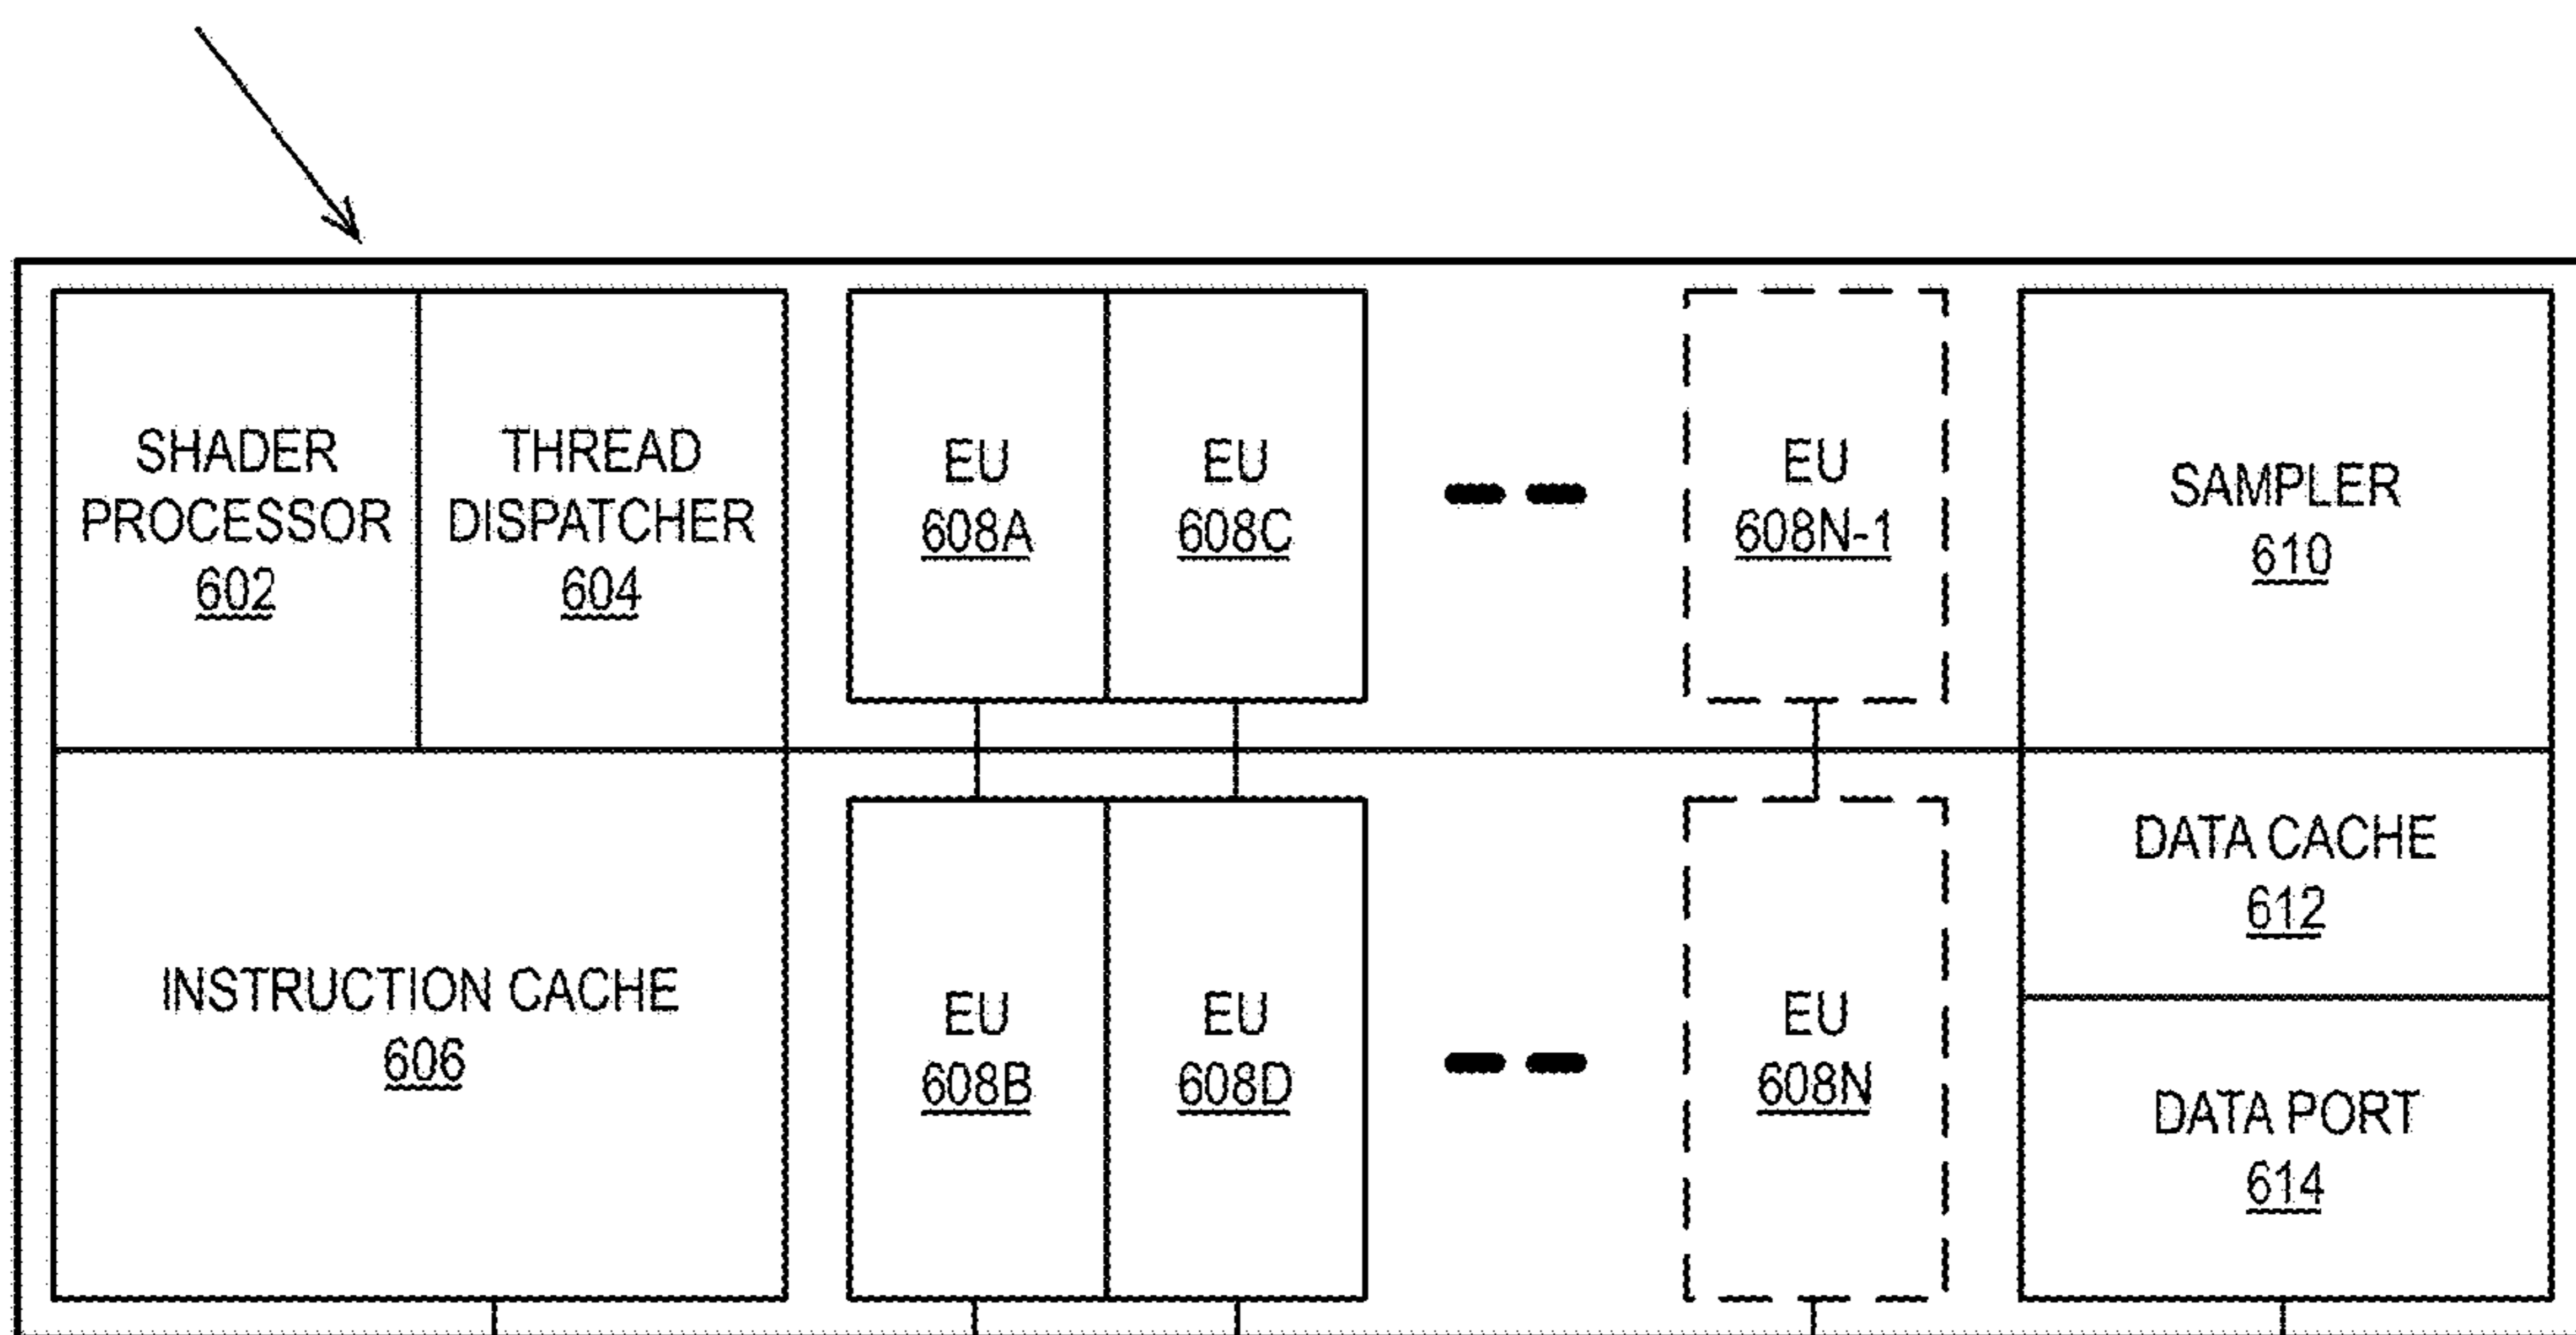 SHADER
PROCESSOR
602
THREAD
DISPATCHER
604
EU
608A
EU
608C
EU
608N-1
SAMPLER
610
INSTRUCTION CACHE
606
EU
608B
EU
608D
EU
608N
DATA CACHE
612
DATA PORT
614